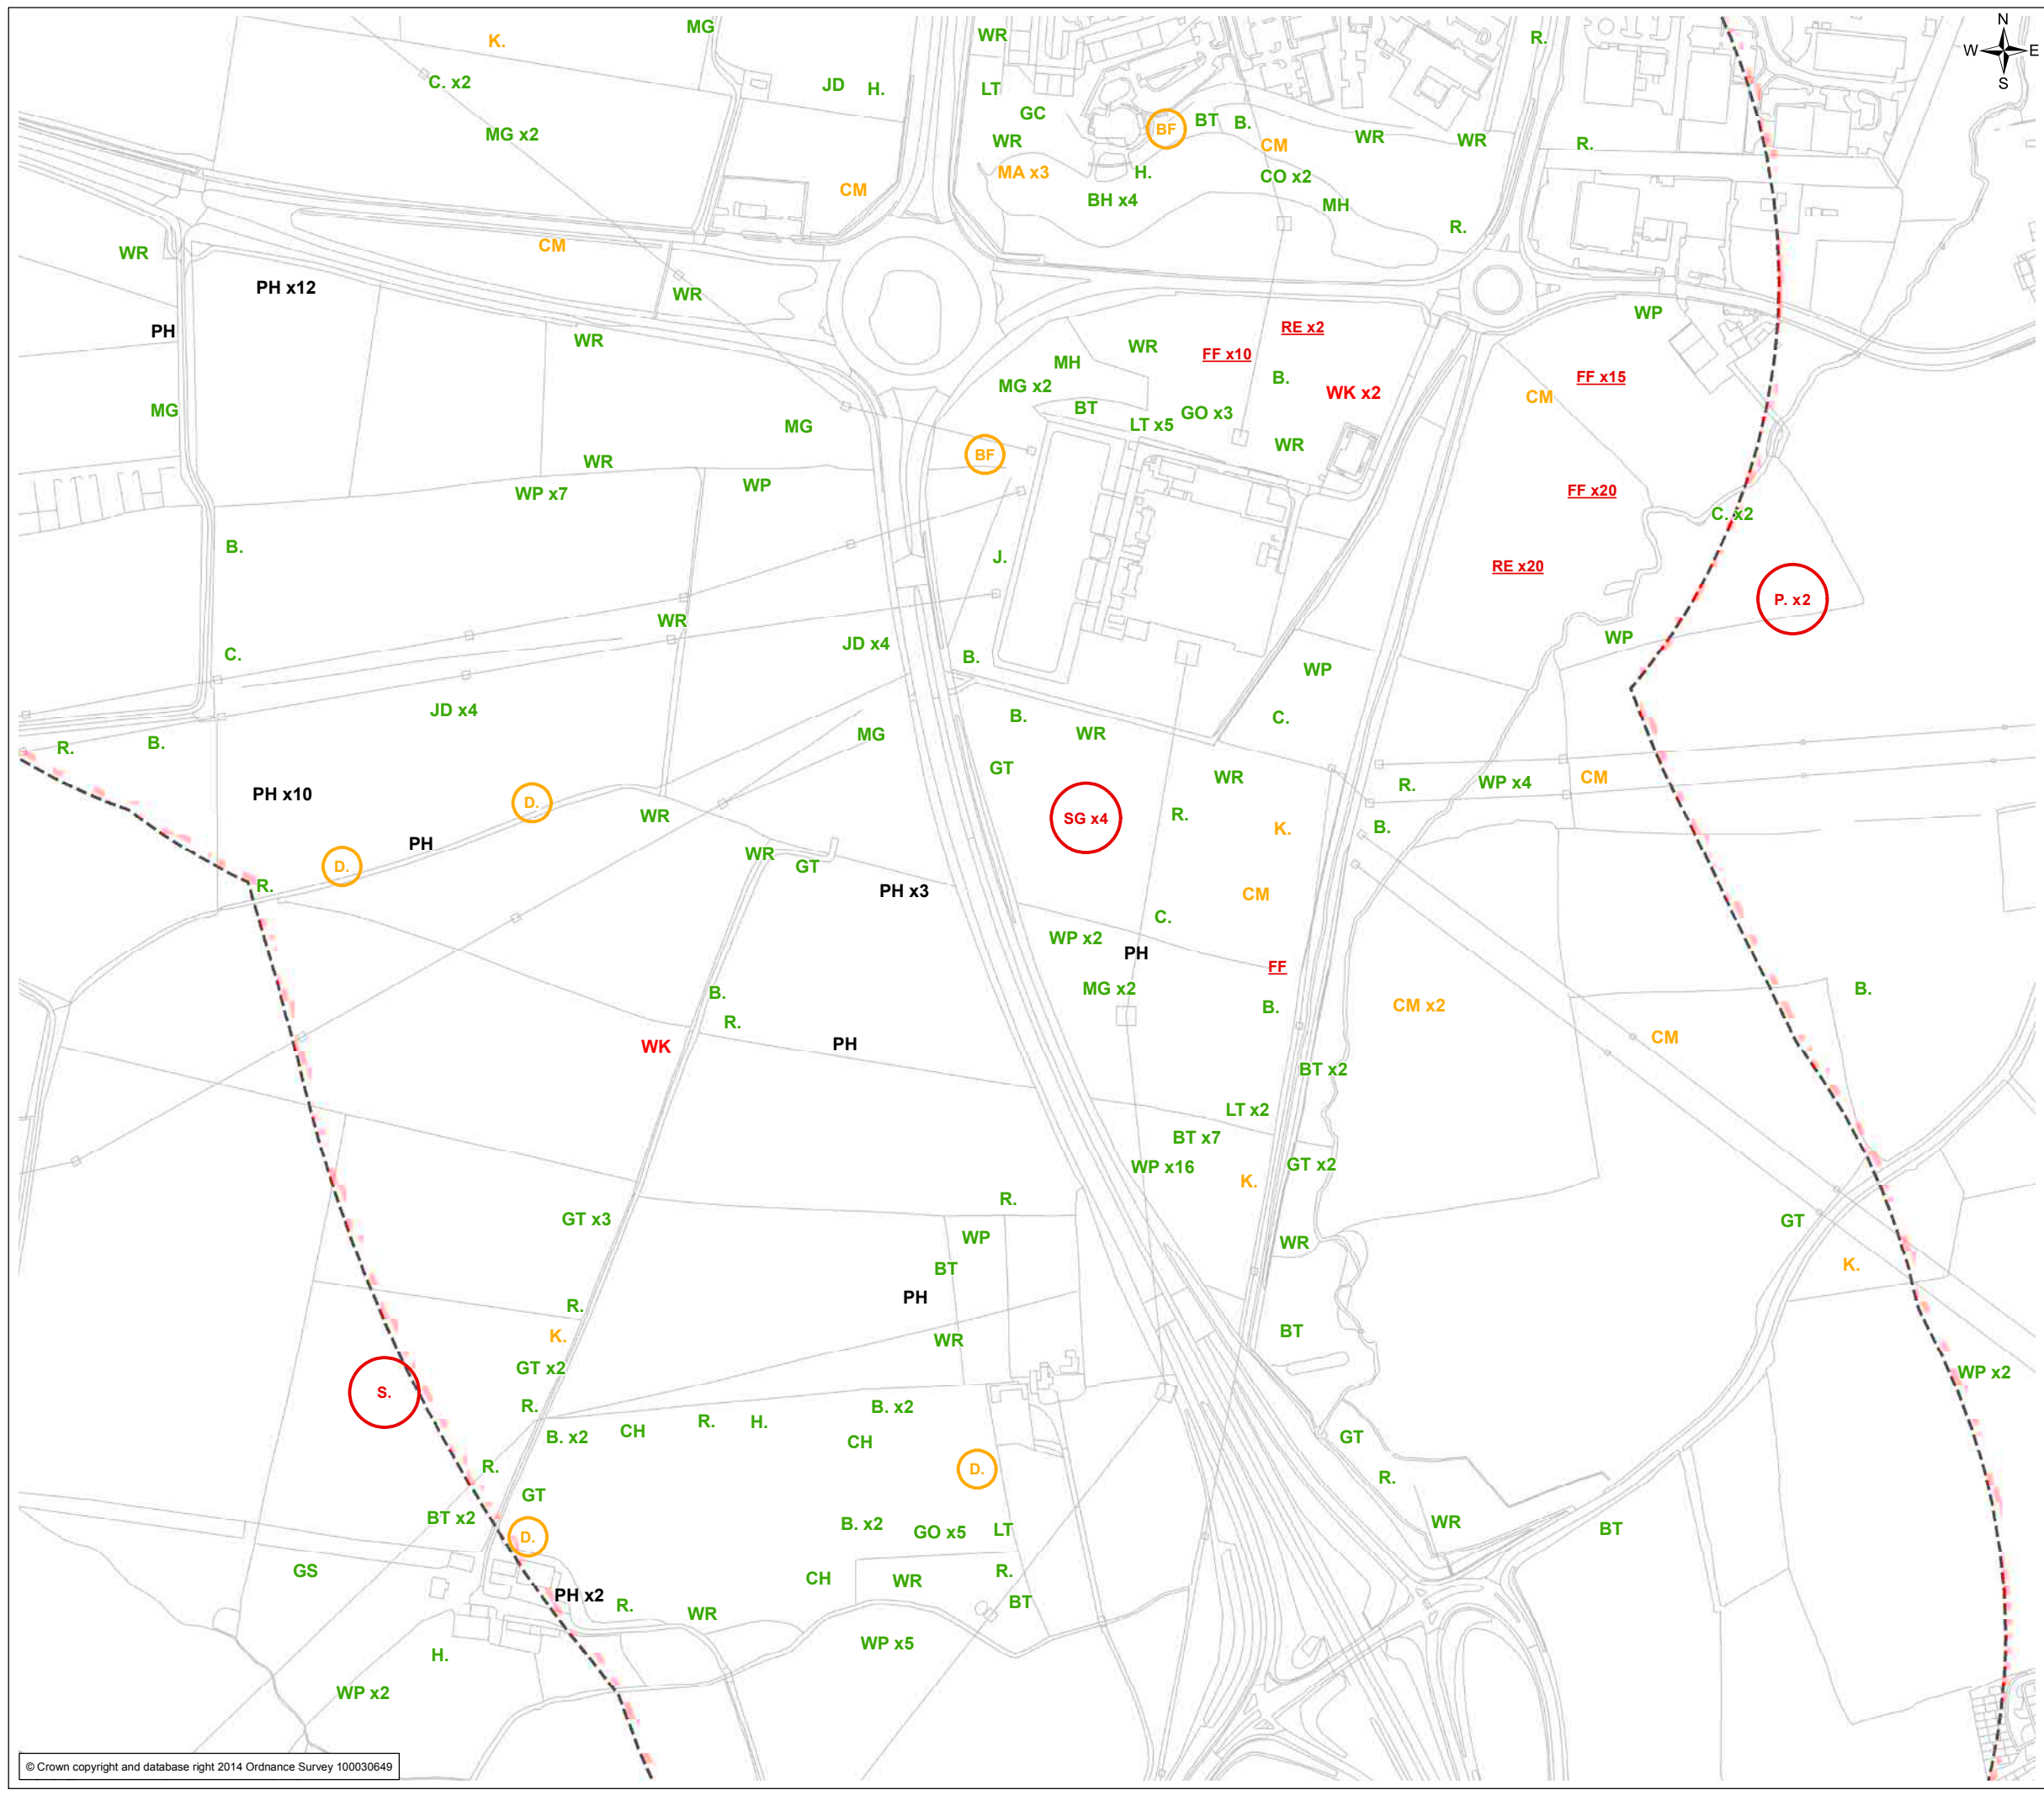 MG
WR
R.
N
K.
W E
C. x2
JD
H.
LT
S
GC
MG x2
BF
BT
B.
WR
CM
WR
WR
R.
MA x3
H.
CO x2
CM
BH x4
MH
R.
WR
CM
PH x12
WR
WP
PH
WR
RE x2
WR
FF x10
MH
B.
FF x15
MG x2
WK x2
CM
MG
BT
GO x3
MG
LT x5
WR
BF
WR
WP x7
WP
FF x20
C. x2
B.
J.
RE x20
P. x2
WR
WP
C.
JD x4
B.
WP
JD x4
B.
C.
R.
B.
MG
WR
GT
WR
R.
WP x4
CM
PH x10
D.
WR
SG x4
R.
K.
B.
PH
WR
GT
D.
R.
PH x3
CM
C.
WP x2
PH
FF
B.
MG x2
B.
B.
CM x2
R.
WK
PH
CM
BT x2
LT x2
BT x7
WP x16
GT x2
K.
R.
GT x3
GT
WP
WR
BT
K.
PH
R.
K.
WR
BT
GT x2
WP x2
S.
R.
B. x2
CH
R.
H.
B. x2
CH
GT
R.
D.
R.
GT
BT x2
B. x2
GO x5
LT
WR
BT
D.
GS
CH
WR
R.
PH x2
R.
WR
BT
WP x5
H.
WP x2
© Crown copyright and database right 2014 Ordnance Survey 100030649